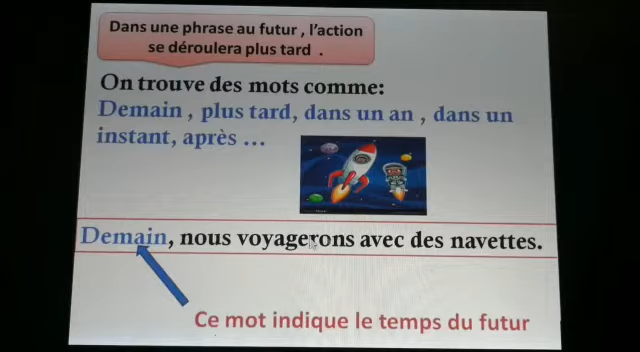 Dans une phrase au futur , l'action
se déroulera plus tard .
On trouve des mots comme:
Demain , plus tard, dans un an , dans un
instant, après ...
Demain, nous voyagerons avec des navettes.
Ce mot indique le temps du futur